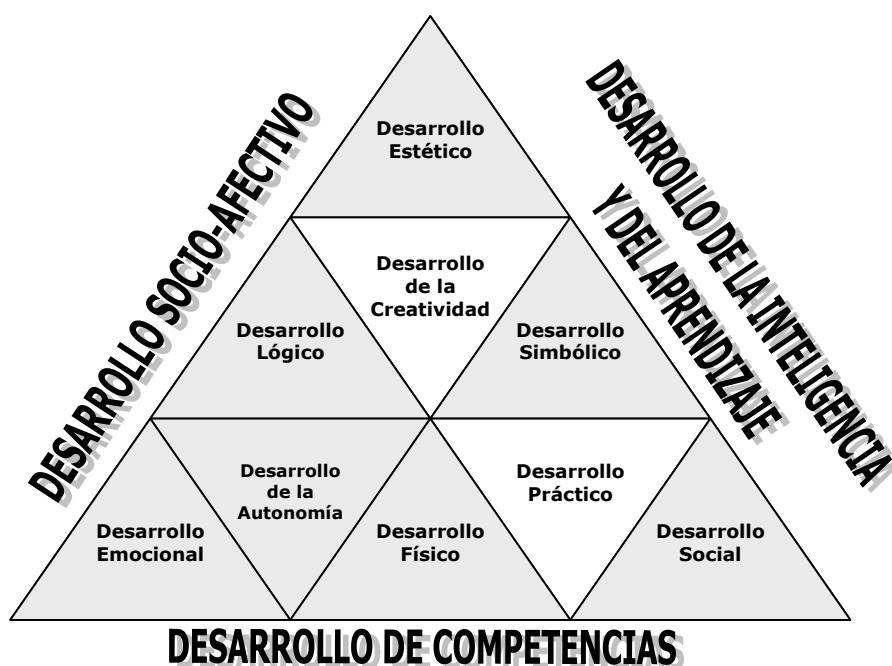 DESARROLLO SOCIO-AFECTIVO
DESARROLLO DE LA INTELIGENCIA
Y DEL APRENDIZAJE
Desarrollo
Estético
Desarrollo
de la
Creatividad
Desarrollo
Lógico
Desarrollo
Simbólico
Desarrollo
de la
Autonomía
Desarrollo
Práctico
Desarrollo
Emocional
Desarrollo
Físico
Desarrollo
Social
DESARROLLO DE COMPETENCIAS